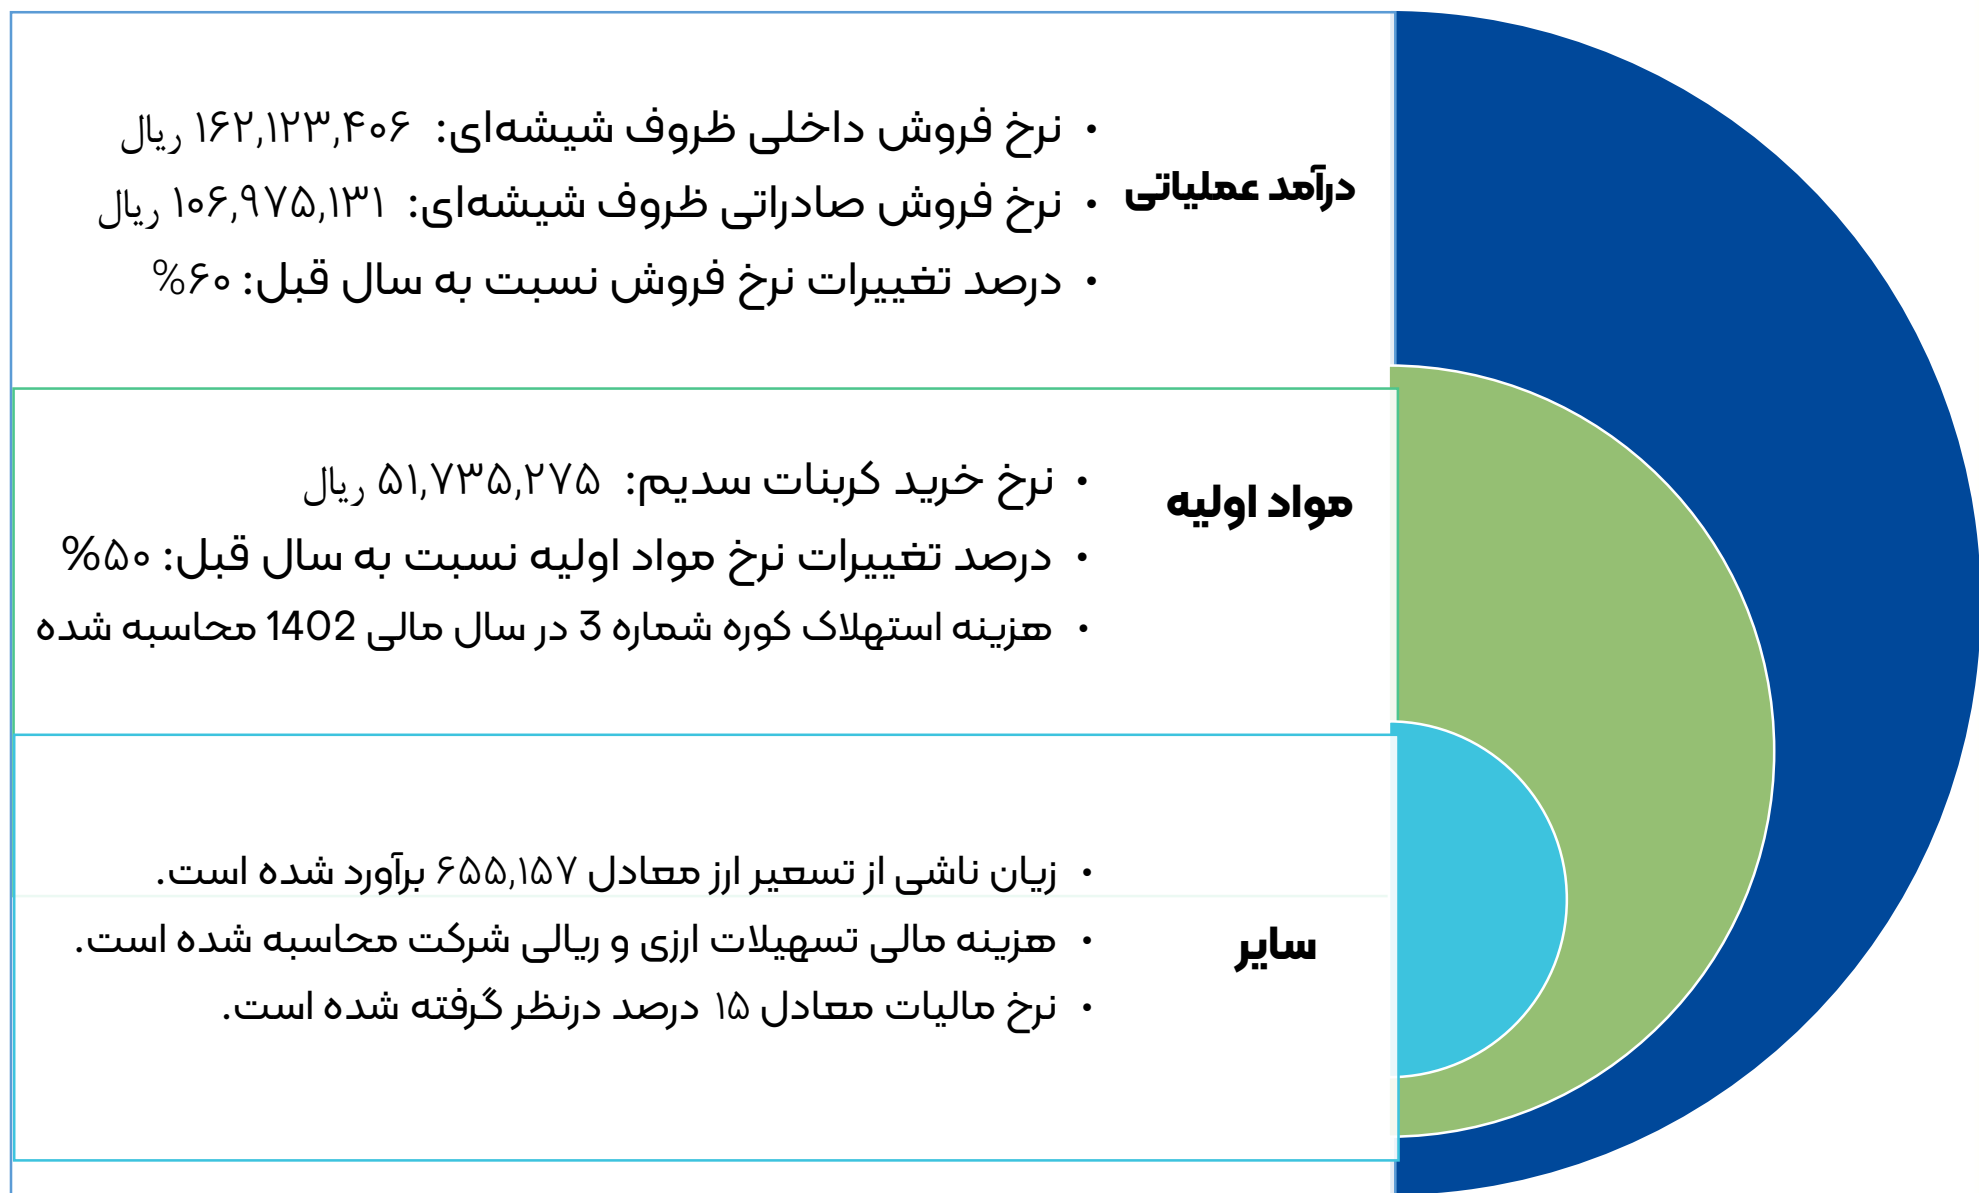 درآمد عملیاتی
• نرخ فروش داخلی ظروف شیشه‌ای: ۱۶۲,۱۲۳,۴۰۶ ریال
• نرخ فروش صادراتی ظروف شیشه‌ای: ۱۰۶,۹۷۵,۱۳۱ ریال
• درصد تغییرات نرخ فروش نسبت به سال قبل: ۶۰%
مواد اولیه
• نرخ خرید کربنات سدیم: ۵۱,۷۳۵,۲۷۵ ریال
• درصد تغییرات نرخ مواد اولیه نسبت به سال قبل: ۵۰%
• هزینه استهلاک کوره شماره 3 در سال مالی 1402 محاسبه شده
سایر
• زیان ناشی از تسعیر ارز معادل ۶۵۵,۱۵۷ برآورد شده است.
• هزینه مالی تسهیلات ارزی و ریالی شرکت محاسبه شده است.
• نرخ مالیات معادل ۱۵ درصد درنظر گرفته شده است.